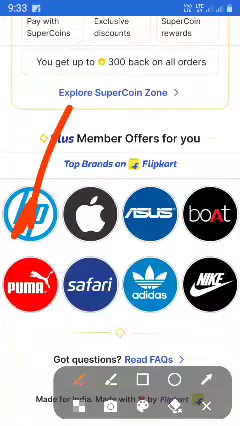 9:33
Pay with
SuperCoins
Exclusive
discounts
SuperCoin
rewards
You get up to 300 back on all orders
Explore SuperCoin Zone >
Plus Member Offers for you
Top Brands on Flipkart
hp
ASUS
boAt
PUMA
safari
adidas
NIKE
Got questions? Read FAQs >
Made for India. Made with ❤ by Flipkart